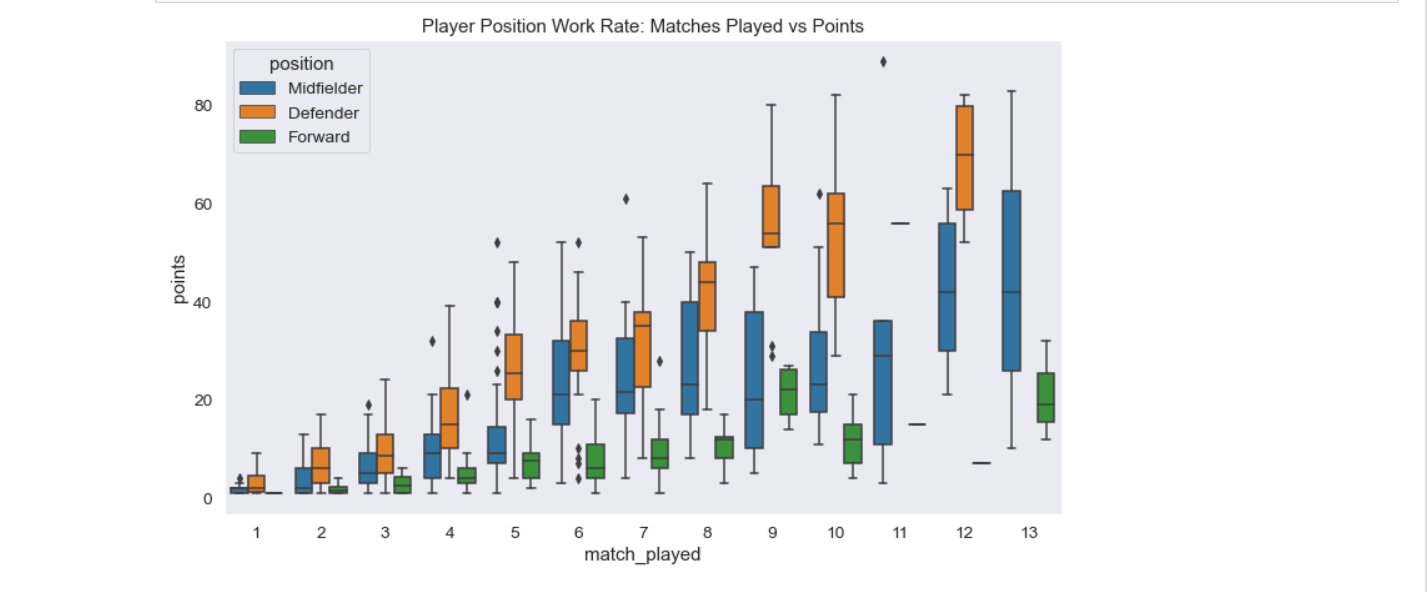 Player Position Work Rate: Matches Played vs Points
position
Midfielder
Defender
Forward
80
60
40
20
0
points
1 2 3 4 5 6 7 8 9 10 11 12 13
match_played